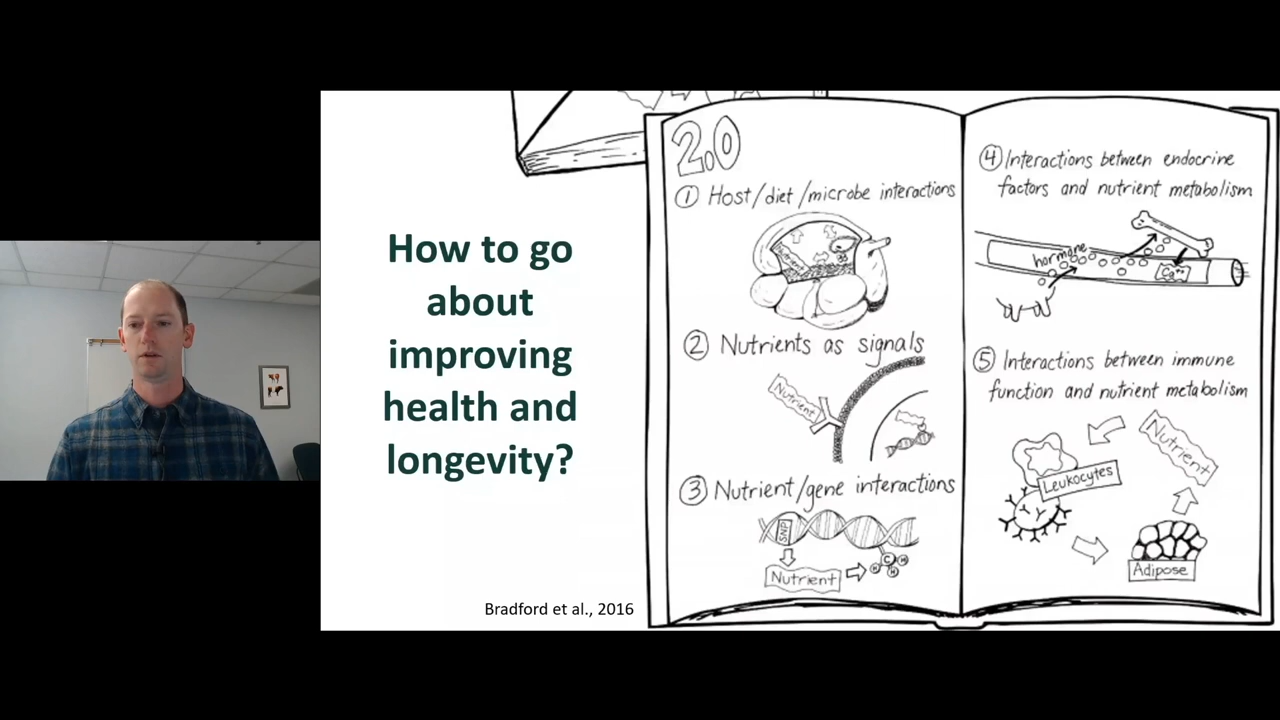 How to go
about
improving
health and
longevity?
Bradford et al., 2016
2.0
1 Host/diet/microbe interactions
2 Nutrients as signals
Nutrient
3 Nutrient/gene interactions
SNP
Nutrient
C
H
H
H
4 Interactions between endocrine
factors and nutrient metabolism
hormone
Ca++
5 Interactions between immune
function and nutrient metabolism
Nutrient
Leukocytes
Adipose